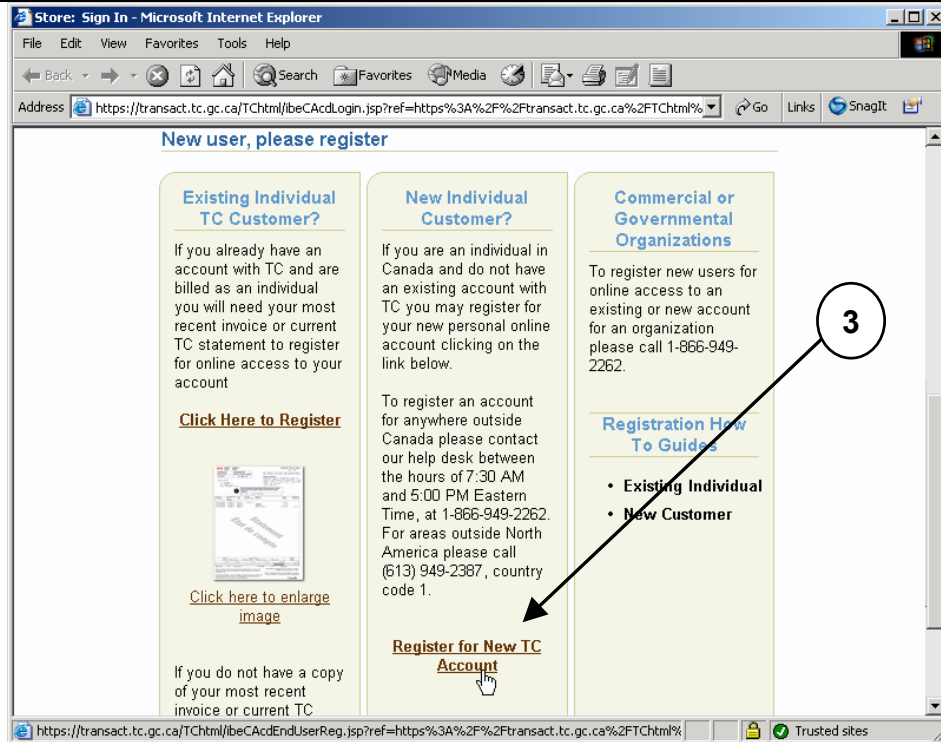 Store: Sign In - Microsoft Internet Explorer
File Edit View Favorites Tools Help
Back Search Favorites Media
Address https://transact.tc.gc.ca/TChtml/ibeCAcdLogin.jsp?ref=https%3A%2F%2Ftransact.tc.gc.ca%2FTChtml% Go Links SnagIt
New user, please register
Existing Individual
TC Customer?
If you already have an
account with TC and are
billed as an individual
you will need your most
recent invoice or current
TC statement to register
for online access to your
account
Click Here to Register
Statement
État de compte
Click here to enlarge
image
If you do not have a copy
of your most recent
invoice or current TC
New Individual
Customer?
If you are an individual in
Canada and do not have
an existing account with
TC you may register for
your new personal online
account clicking on the
link below.
To register an account
for anywhere outside
Canada please contact
our help desk between
the hours of 7:30 AM
and 5:00 PM Eastern
Time, at 1-866-949-2262.
For areas outside North
America please call
(613) 949-2387, country
code 1.
Register for New TC
Account
Commercial or
Governmental
Organizations
To register new users for
online access to an
existing or new account
for an organization
please call 1-866-949-
2262.
Registration How
To Guides
• Existing Individual
• New Customer
3
https://transact.tc.gc.ca/TChtml/ibeCAcdEndUserReg.jsp?ref=https%3A%2F%2Ftransact.tc.gc.ca%2FTChtml% Trusted sites